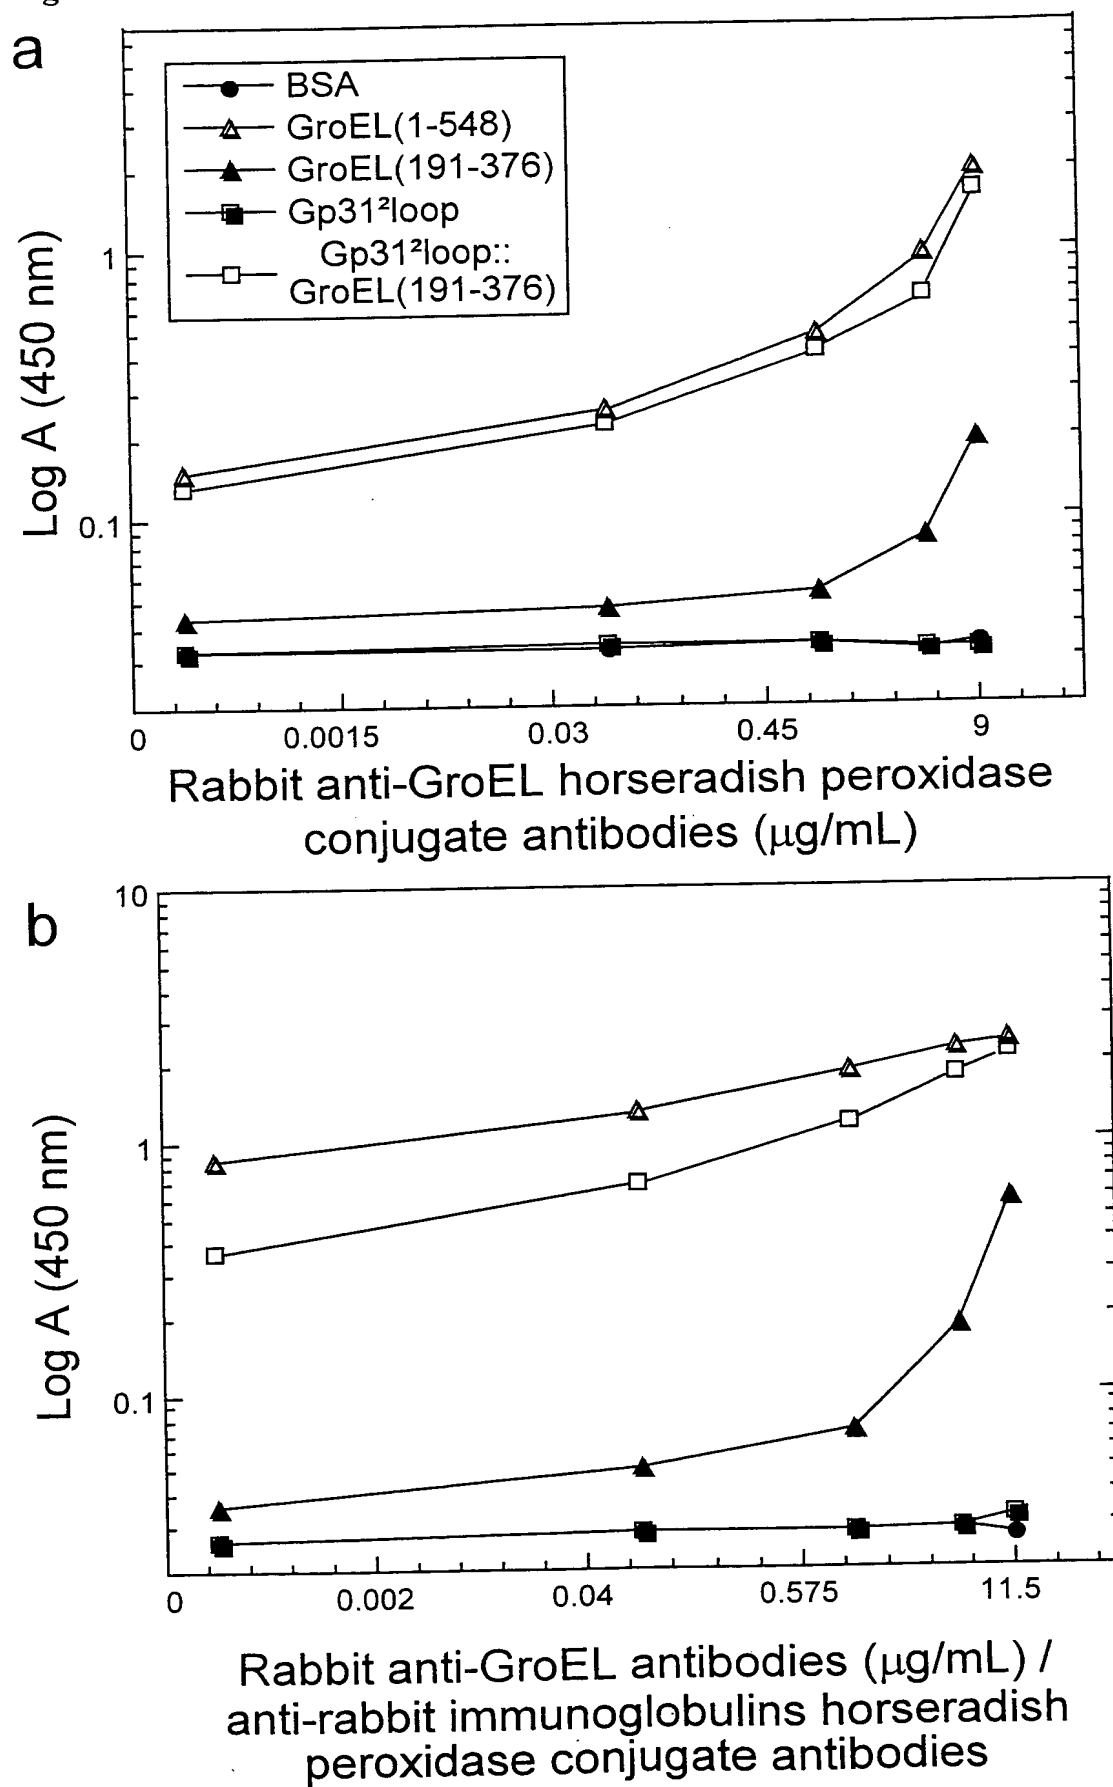 g
a
BSA
GroEL(1-548)
GroEL(191-376)
Gp31²loop
Gp31²loop::
GroEL(191-376)
1
0.1
Log A (450 nm)
0 0.0015 0.03 0.45 9
Rabbit anti-GroEL horseradish peroxidase
conjugate antibodies (μg/mL)
b
10
1
0.1
Log A (450 nm)
0 0.002 0.04 0.575 11.5
Rabbit anti-GroEL antibodies (μg/mL) /
anti-rabbit immunoglobulins horseradish
peroxidase conjugate antibodies